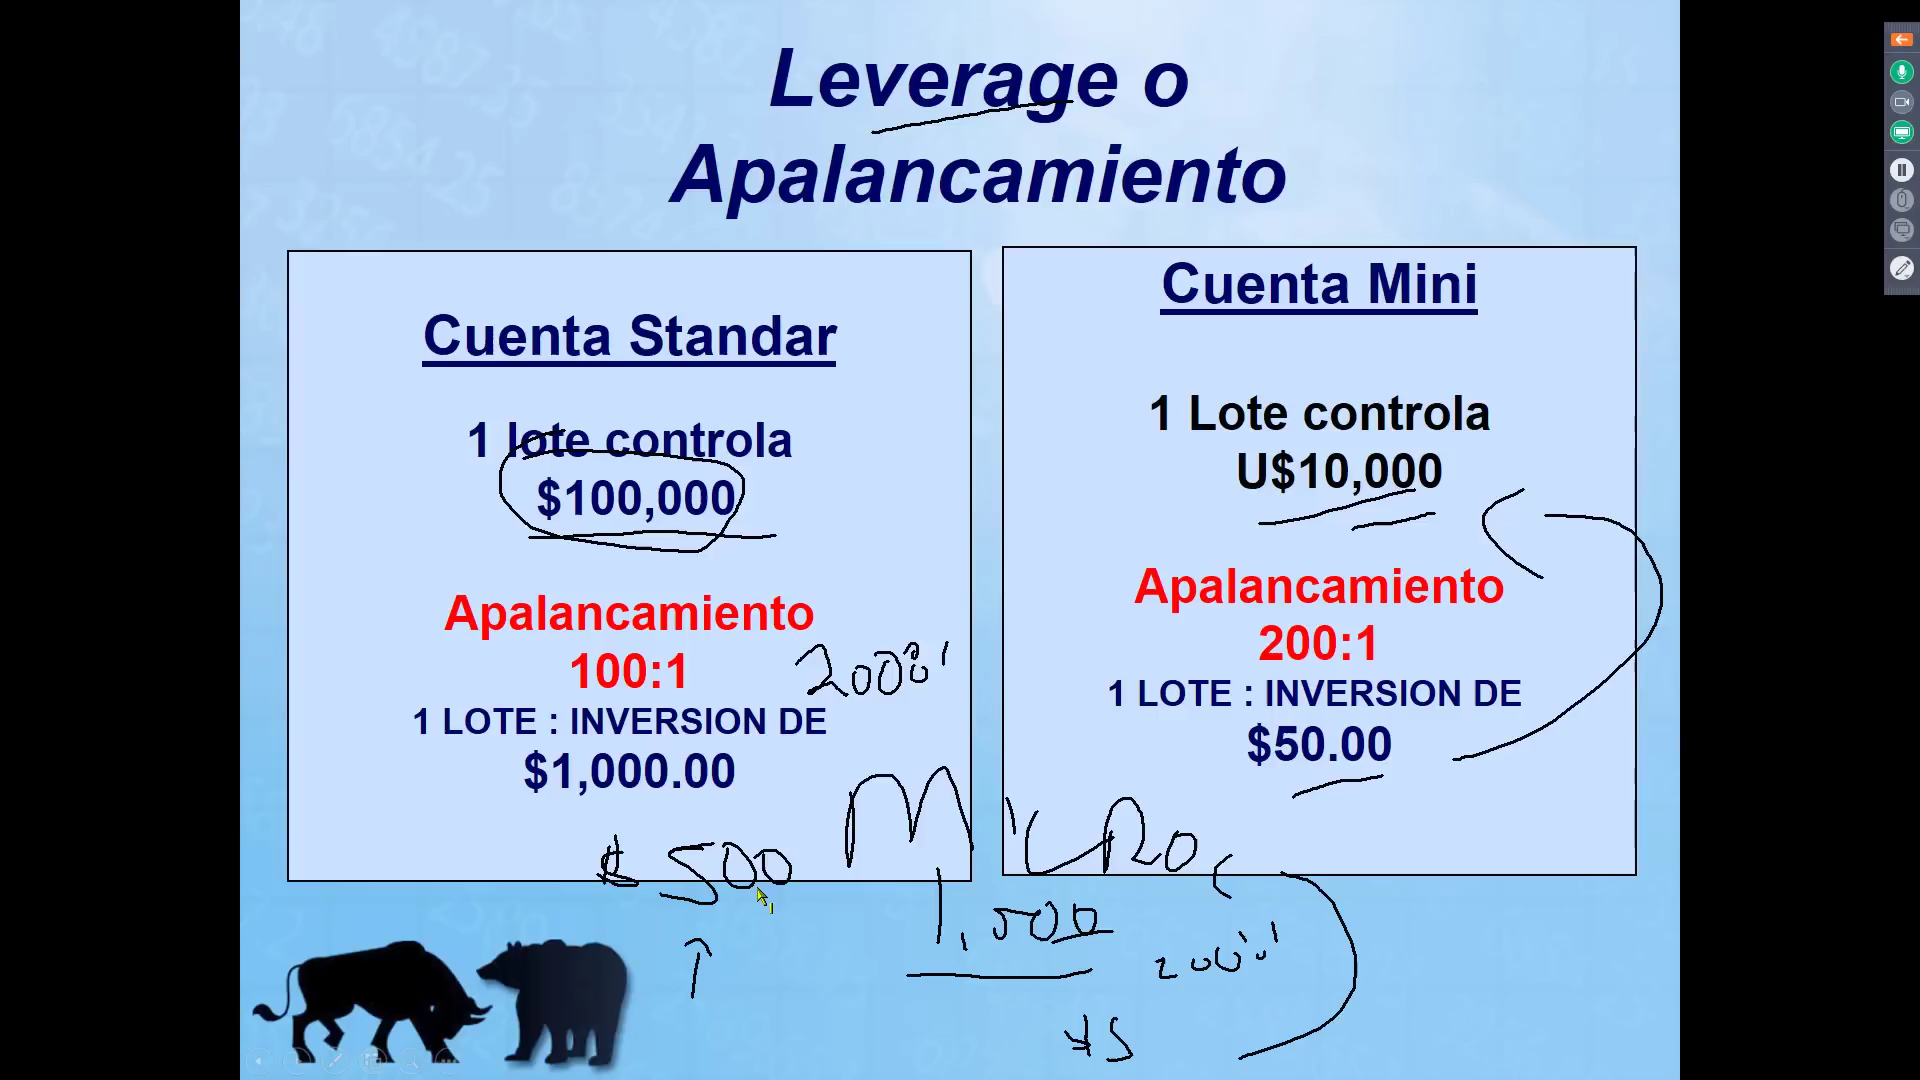 Leverage o
Apalancamiento
Cuenta Standar
1 lote controla
$100,000
Apalancamiento
100:1
200:1
1 LOTE : INVERSION DE
$1,000.00
$500
Cuenta Mini
1 Lote controla
U$10,000
Apalancamiento
200:1
1 LOTE : INVERSION DE
$50.00
MICRO
1,000
200:1
$5